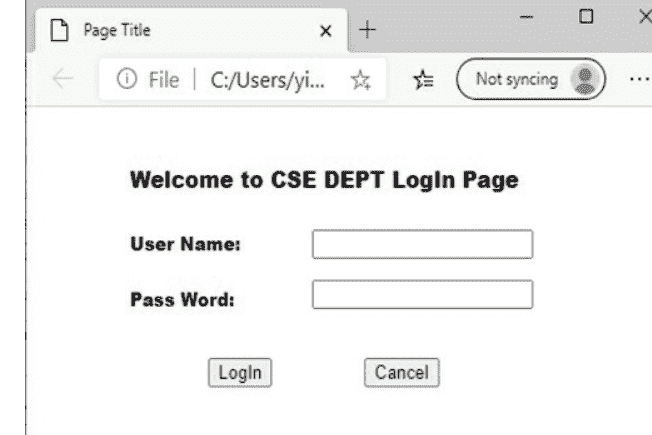 Page Title
File | C:/Users/yi... Not syncing ...
Welcome to CSE DEPT LogIn Page
User Name:
Pass Word:
LogIn Cancel